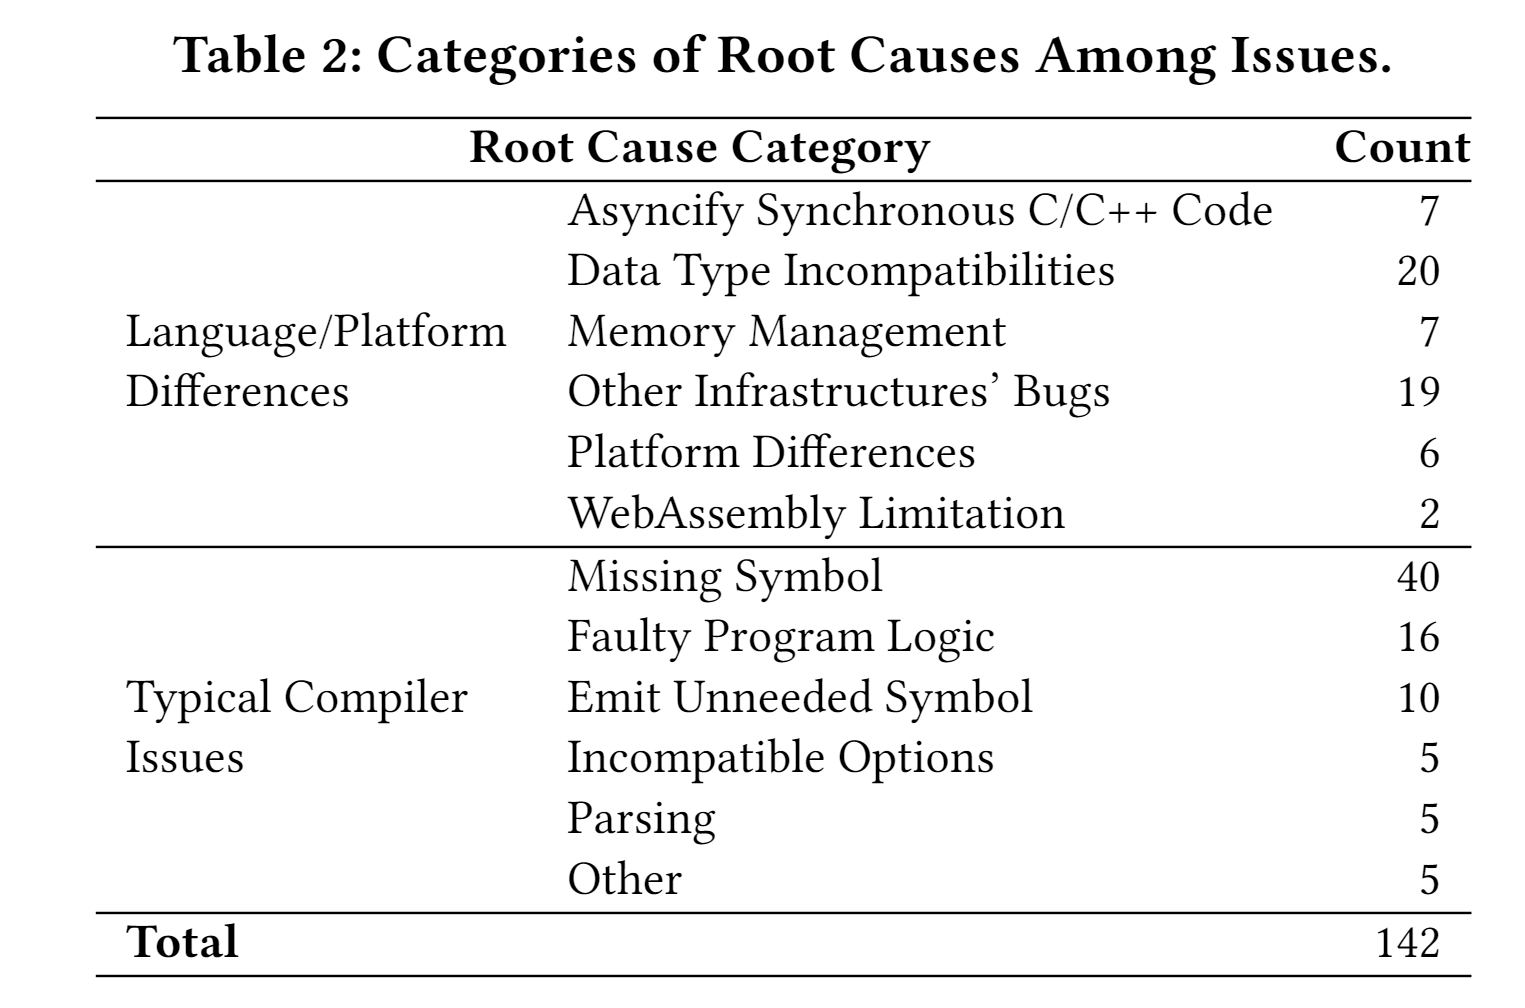 Table 2: Categories of Root Causes Among Issues.
Root Cause Category Count
Asyncify Synchronous C/C++ Code 7
Data Type Incompatibilities 20
Language/Platform Memory Management 7
Differences Other Infrastructures’ Bugs 19
Platform Differences 6
WebAssembly Limitation 2
Missing Symbol 40
Faulty Program Logic 16
Typical Compiler Emit Unneeded Symbol 10
Issues Incompatible Options 5
Parsing 5
Other 5
Total 142